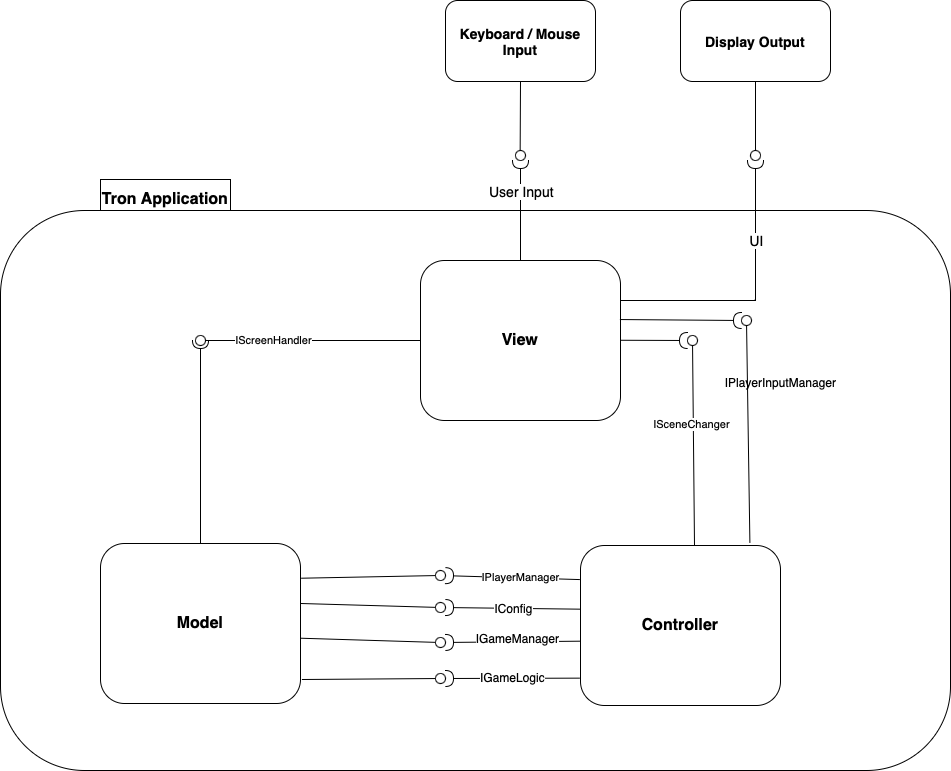 Keyboard / Mouse
Input
Display Output
User Input
Tron Application
UI
View
IScreenHandler
IPlayerInputManager
ISceneChanger
Model
IPlayerManager
IConfig
IGameManager
IGameLogic
Controller